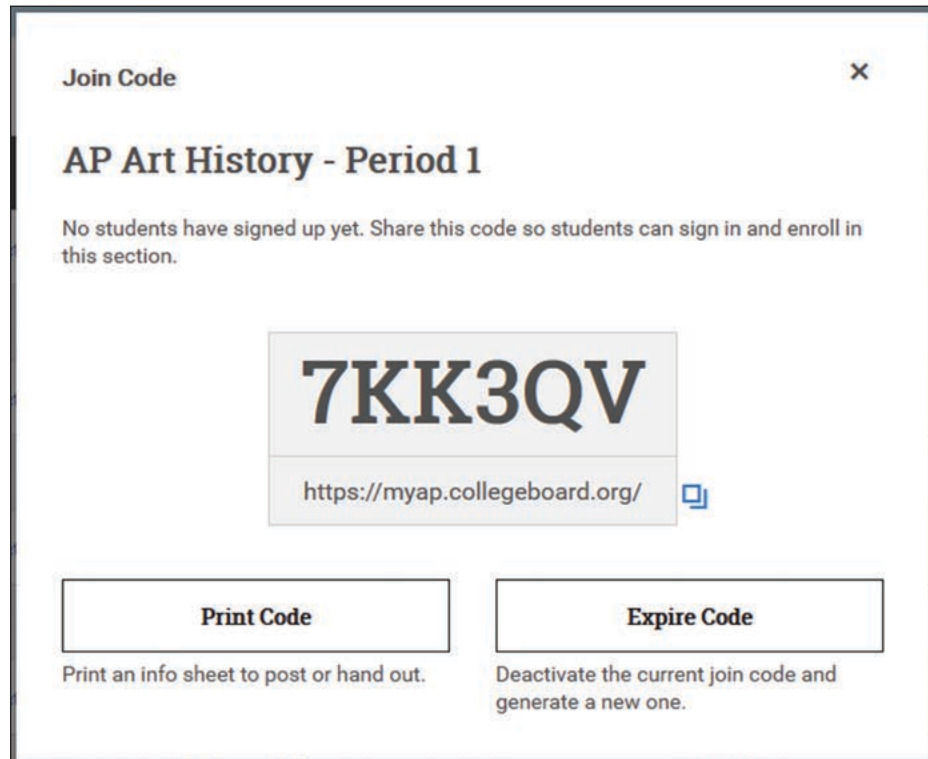 Join Code
AP Art History - Period 1
No students have signed up yet. Share this code so students can sign in and enroll in
this section.
7KK3QV
https://myap.collegeboard.org/
Print Code
Print an info sheet to post or hand out.
Expire Code
Deactivate the current join code and
generate a new one.